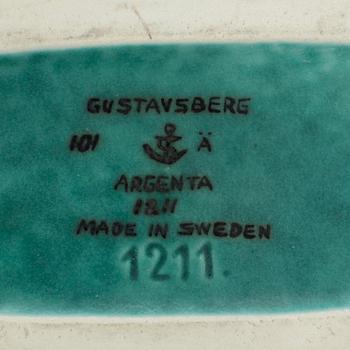 GUSTAVSBERG
101 Ä
ARGENTA
1211
MADE IN SWEDEN
1211.